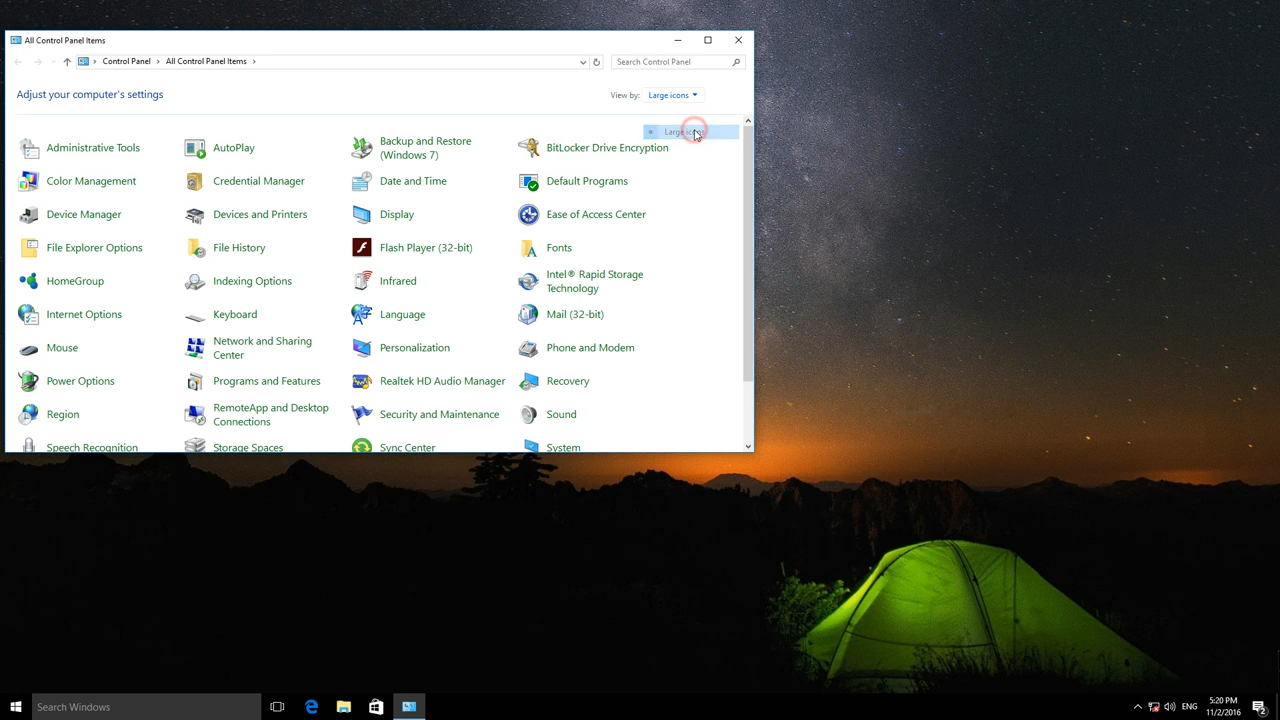 All Control Panel Items
Control Panel
All Control Panel Items
Search Control Panel
Adjust your computer's settings
View by:
Large icons
Large icons
Administrative Tools
AutoPlay
Backup and Restore
(Windows 7)
BitLocker Drive Encryption
Color Management
Credential Manager
Date and Time
Default Programs
Device Manager
Devices and Printers
Display
Ease of Access Center
File Explorer Options
File History
Flash Player (32-bit)
Fonts
HomeGroup
Indexing Options
Infrared
Intel® Rapid Storage
Technology
Internet Options
Keyboard
Language
Mail (32-bit)
Mouse
Network and Sharing
Center
Personalization
Phone and Modem
Power Options
Programs and Features
Realtek HD Audio Manager
Recovery
Region
RemoteApp and Desktop
Connections
Security and Maintenance
Sound
Speech Recognition
Storage Spaces
Sync Center
System
Search Windows
ENG
5:20 PM
11/2/2016
2